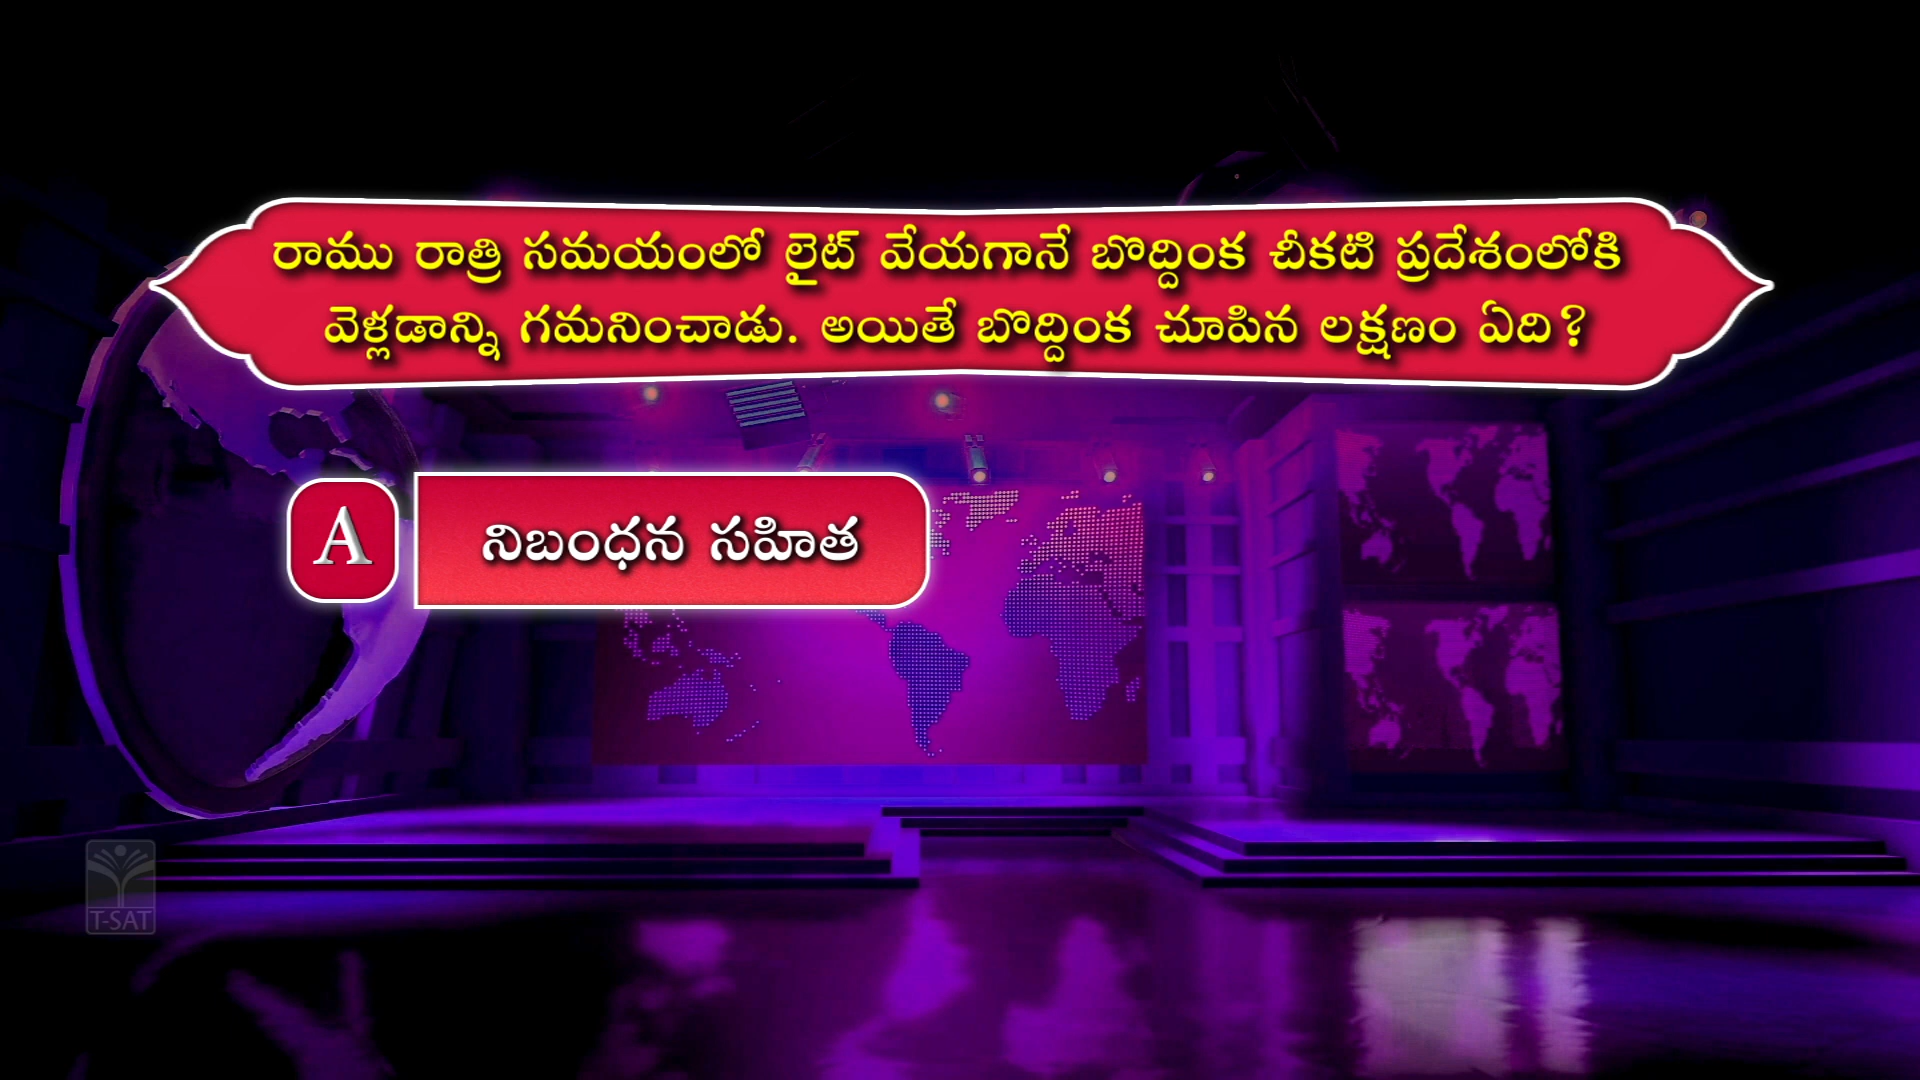 రాము రాత్రి సమయంలో లైట్ వేయగానే బొద్దింక చీకటి ప్రదేశంలోకి
వెళ్లడాన్ని గమనించాడు. అయితే బొద్దింక చూపిన లక్షణం ఏది?
A నిబంధన సహిత
T-SAT